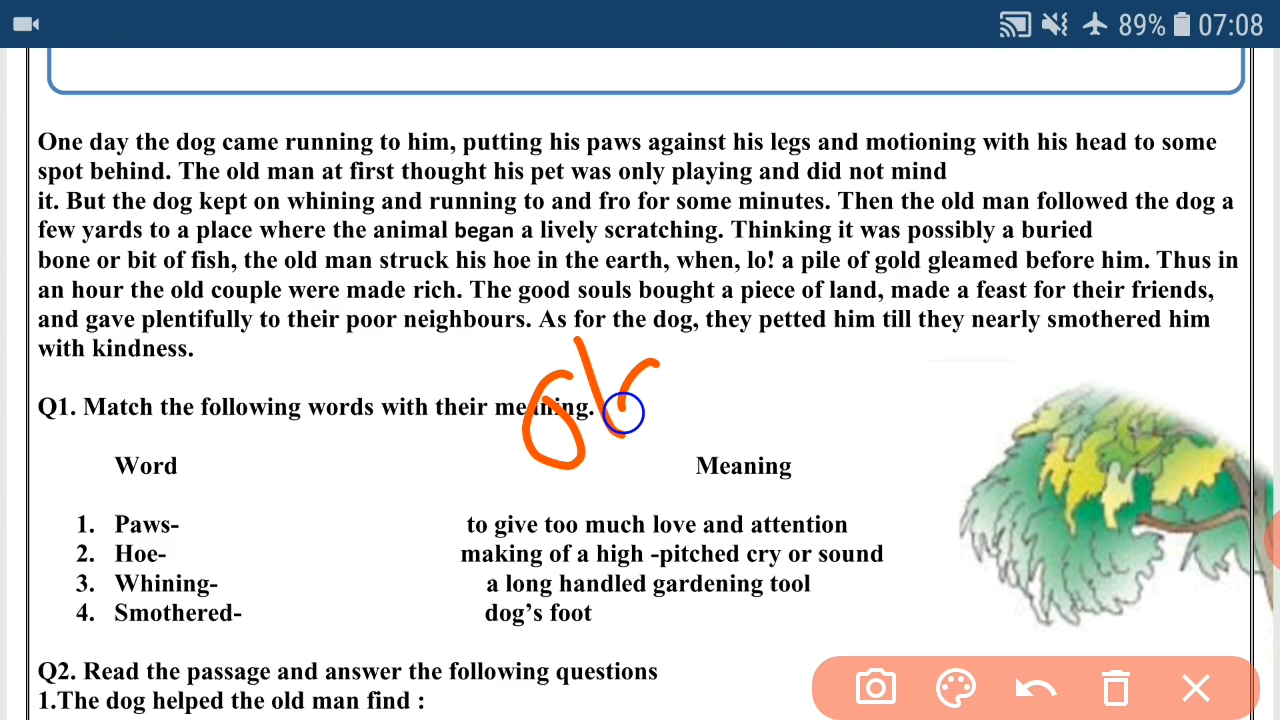 89% 07:08
One day the dog came running to him, putting his paws against his legs and motioning with his head to some
spot behind. The old man at first thought his pet was only playing and did not mind
it. But the dog kept on whining and running to and fro for some minutes. Then the old man followed the dog a
few yards to a place where the animal began a lively scratching. Thinking it was possibly a buried
bone or bit of fish, the old man struck his hoe in the earth, when, lo! a pile of gold gleamed before him. Thus in
an hour the old couple were made rich. The good souls bought a piece of land, made a feast for their friends,
and gave plentifully to their poor neighbours. As for the dog, they petted him till they nearly smothered him
with kindness.
Q1. Match the following words with their meaning.
Word Meaning
1. Paws- to give too much love and attention
2. Hoe- making of a high -pitched cry or sound
3. Whining- a long handled gardening tool
4. Smothered- dog’s foot
Q2. Read the passage and answer the following questions
1.The dog helped the old man find :